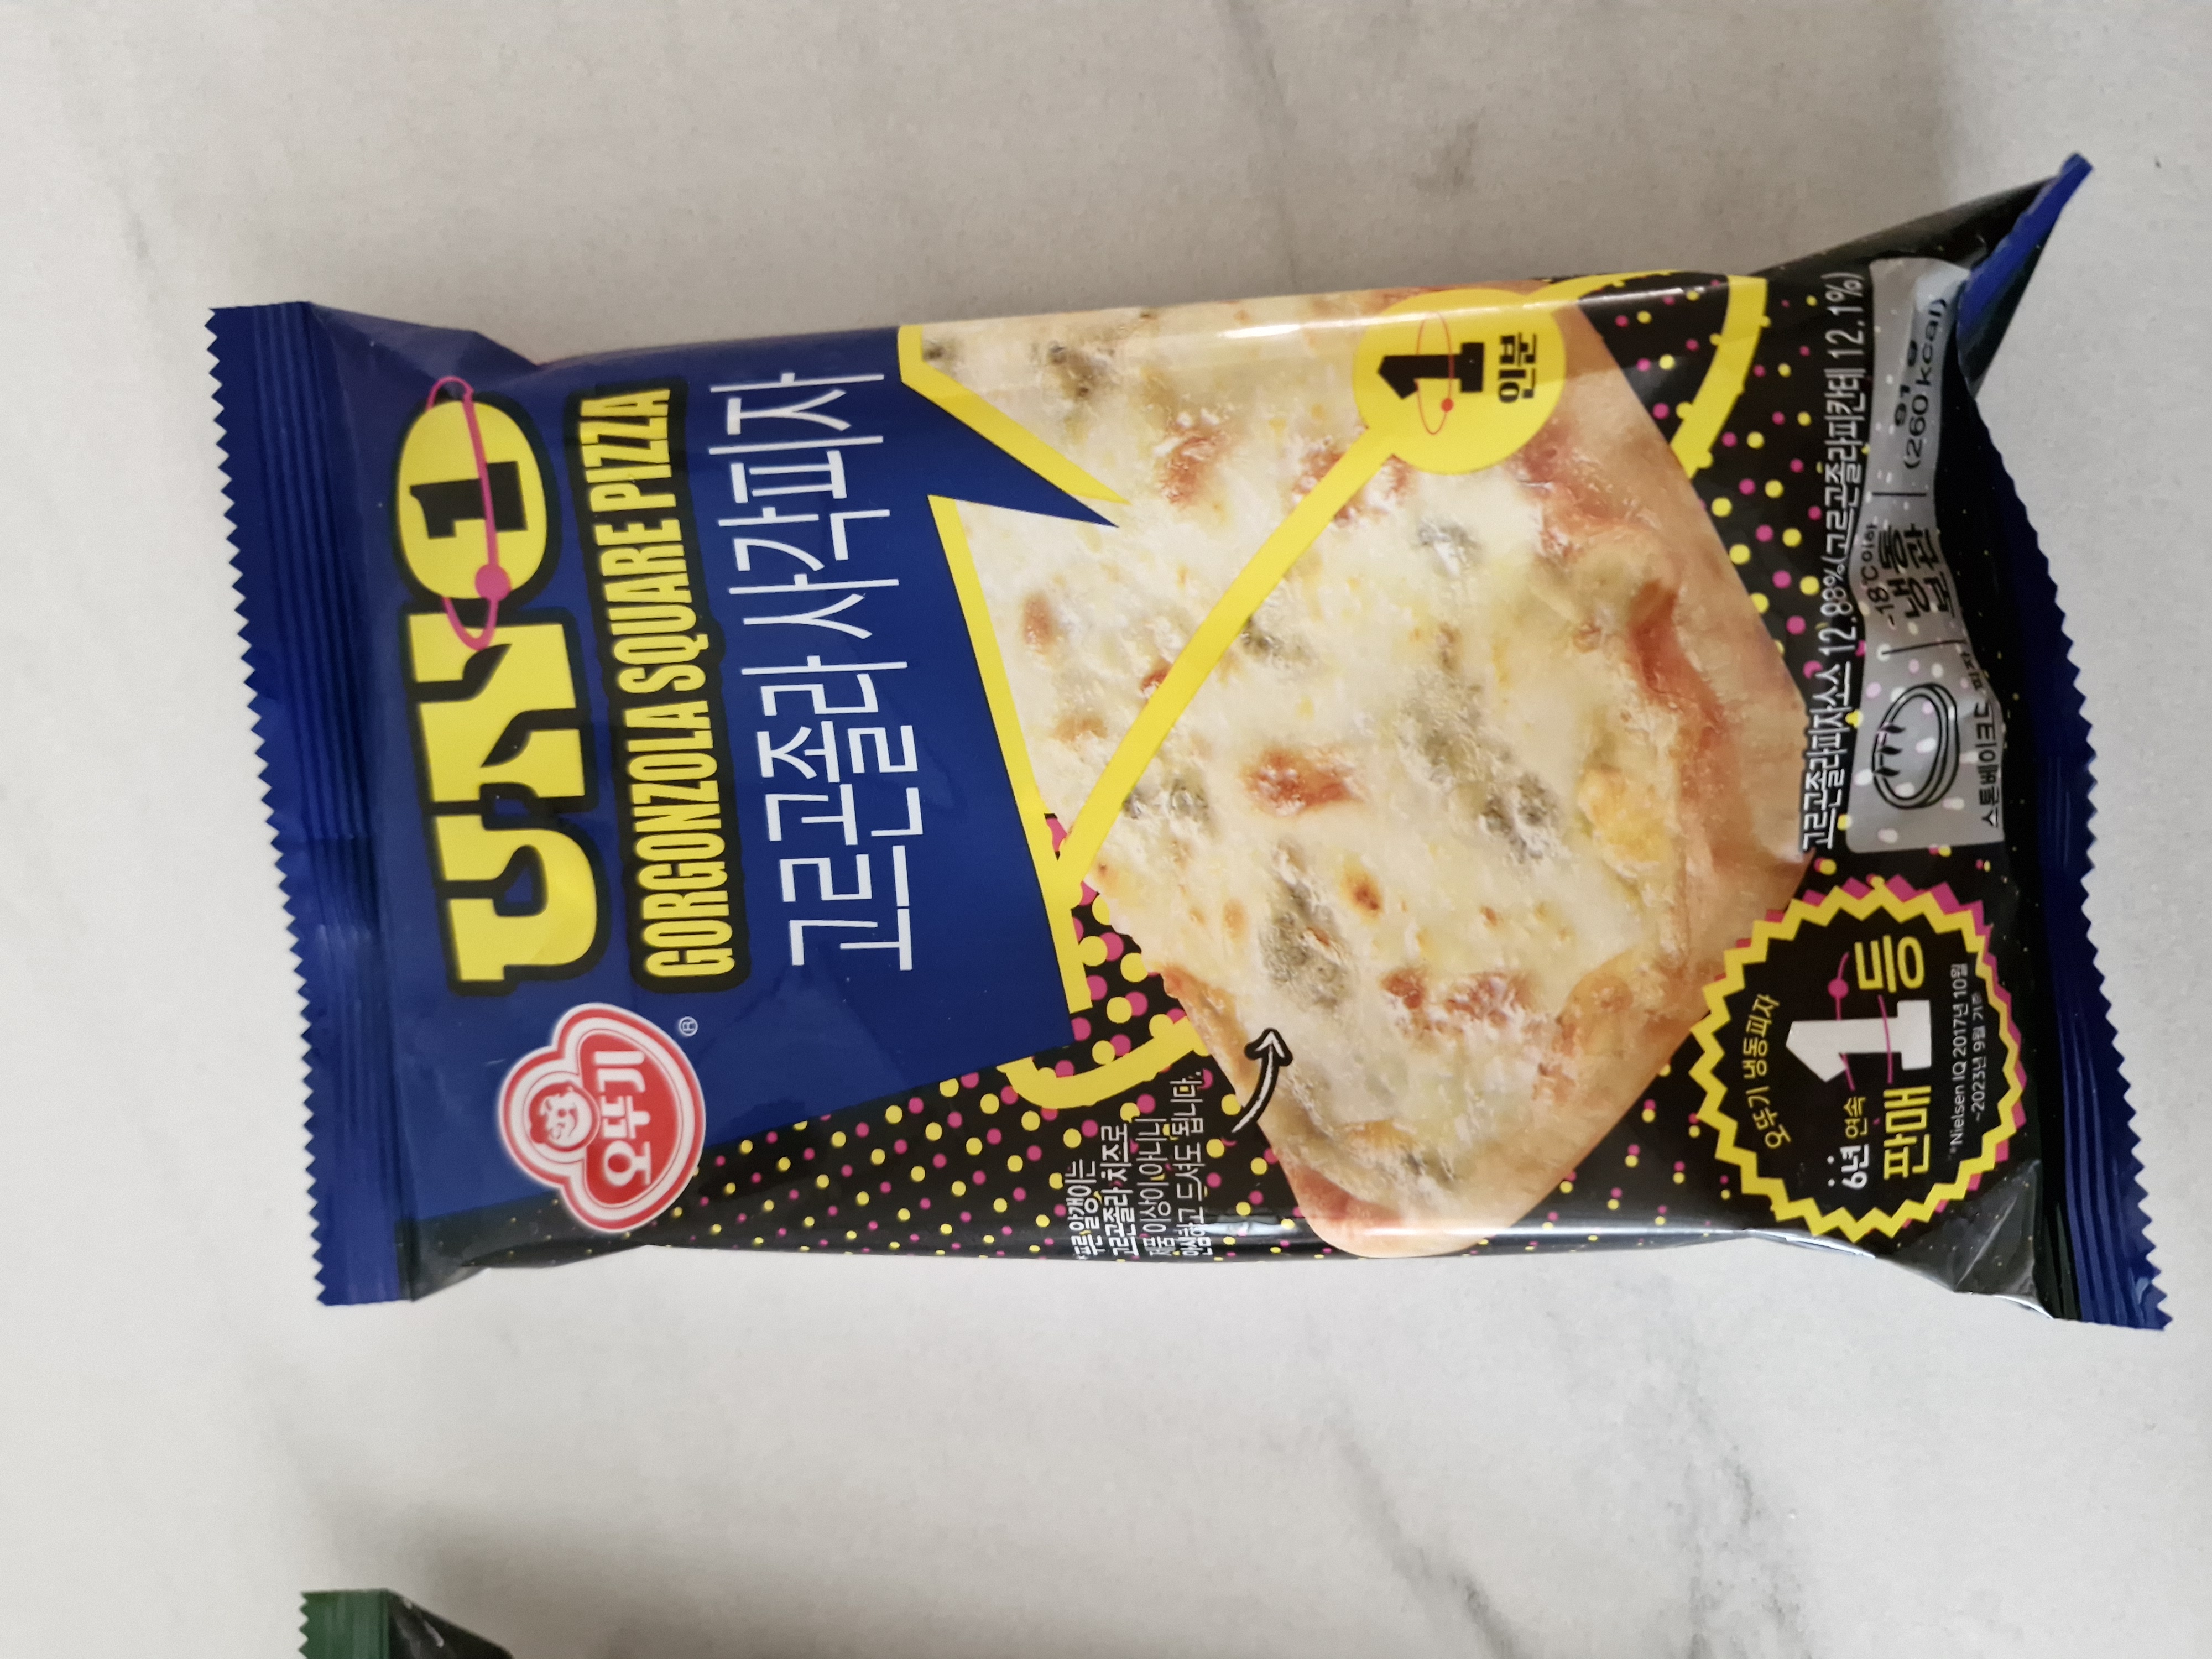 오뚜기
®
UNO
1
GORGONZOLA SQUARE PIZZA
고르곤졸라 사각피자
*푸른 알갱이는
고르곤졸라 치즈로
제품 이상이 아니니
안심하고 드셔도 됩니다.
1
인분
오뚜기 냉동피자
6년 연속
판매 1등
*Nielsen IQ 2017년 10월
~2023년 9월 기준
고르곤졸라피자소스 12.88%(고르곤졸라피칸테 12.1%)
스톤베이크드 피자
-18℃이하
냉동
보관
91 g
(260 kcal)